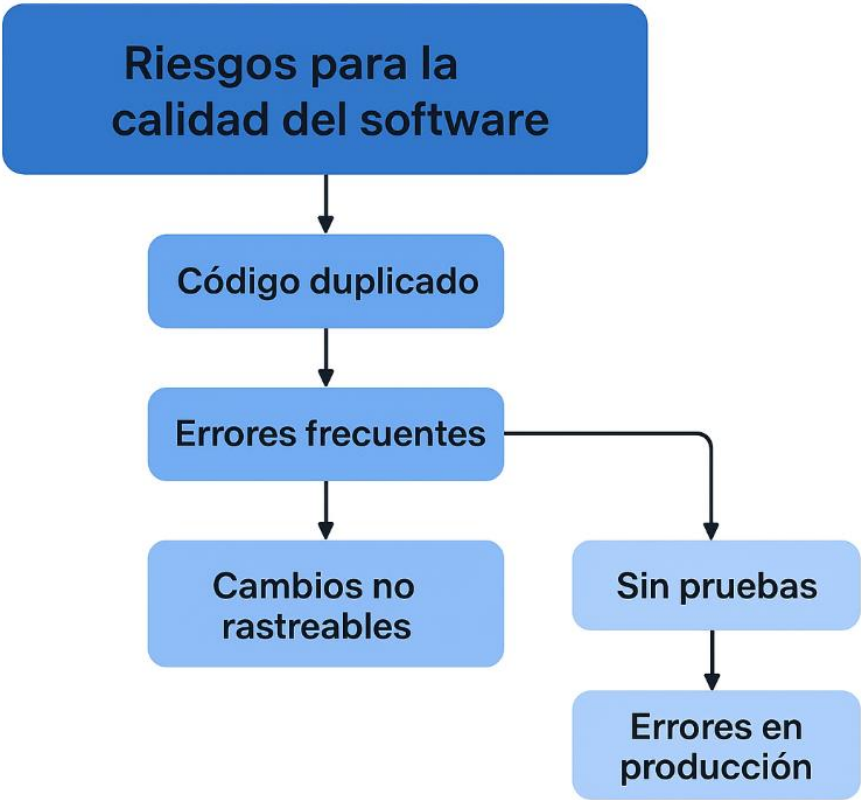 Riesgos para la
calidad del software
Código duplicado
Errores frecuentes
Cambios no
rastreables
Sin pruebas
Errores en
producción